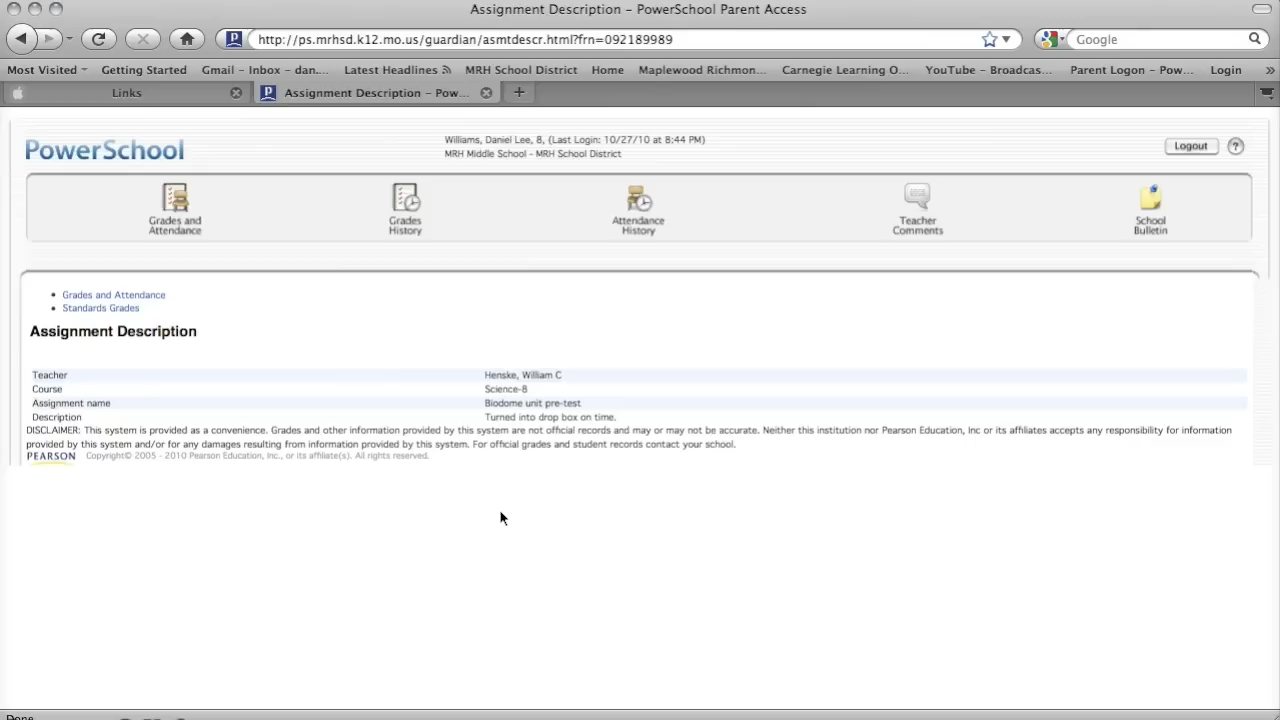 Assignment Description – PowerSchool Parent Access
http://ps.mrhsd.k12.mo.us/guardian/asmtdescr.html?frn=092189989
Google
Most Visited Getting Started Gmail – Inbox – dan.... Latest Headlines MRH School District Home Maplewood Richmon... Carnegie Learning O... YouTube – Broadcas... Parent Logon – Pow... Login »
Links
Assignment Description – Pow...
PowerSchool
Williams, Daniel Lee, 8, (Last Login: 10/27/10 at 8:44 PM)
MRH Middle School - MRH School District
Logout ?
Grades and Attendance
Grades History
Attendance History
Teacher Comments
School Bulletin
• Grades and Attendance
• Standards Grades
Assignment Description
Teacher Henske, William C
Course Science-8
Assignment name Biodome unit pre-test
Description Turned into drop box on time.
DISCLAIMER: This system is provided as a convenience. Grades and other information provided by this system are not official records and may or may not be accurate. Neither this institution nor Pearson Education, Inc or its affiliates accepts any responsibility for information
provided by this system and/or for any damages resulting from information provided by this system. For official grades and student records contact your school.
PEARSON Copyright© 2005 - 2010 Pearson Education, Inc., or its affiliate(s). All rights reserved.
Done